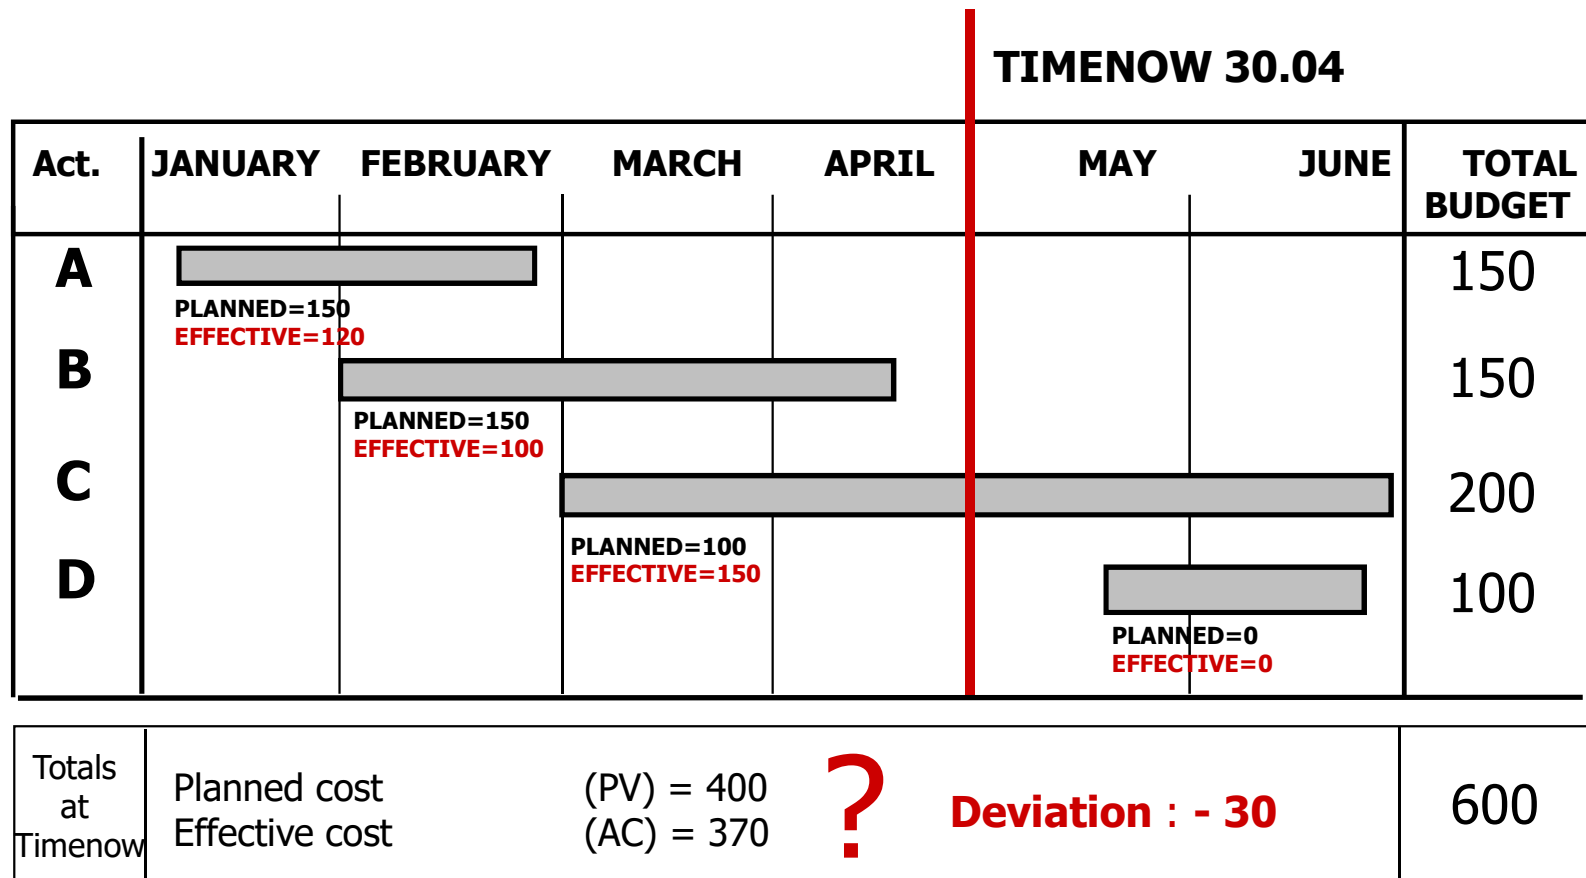 TIMENOW 30.04
Act. JANUARY FEBRUARY MARCH APRIL MAY JUNE TOTAL
BUDGET
A 150
PLANNED=150
EFFECTIVE=120
B 150
PLANNED=150
EFFECTIVE=100
C 200
PLANNED=100
EFFECTIVE=150
D 100
PLANNED=0
EFFECTIVE=0
Totals
at
Timenow
Planned cost (PV) = 400
Effective cost (AC) = 370
?
Deviation : - 30
600